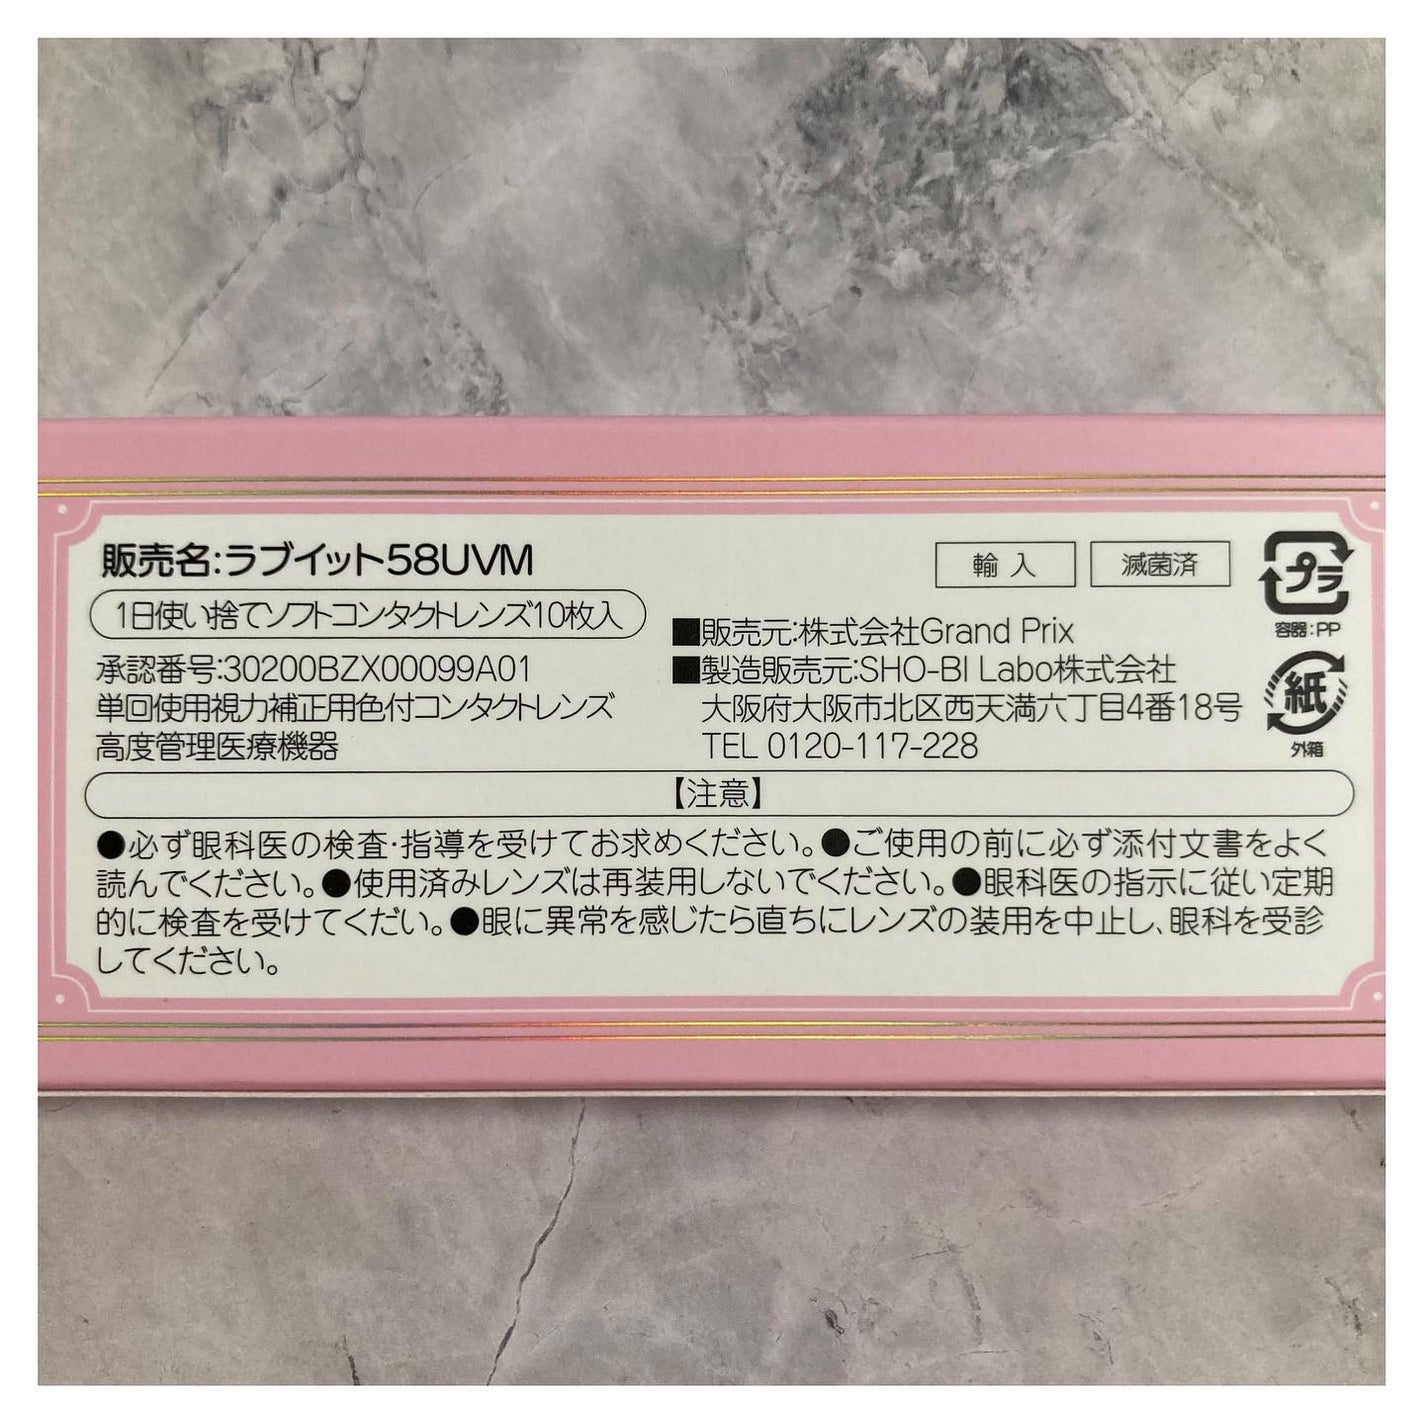 販売名:ラブイット58UVM
輸入
滅菌済
プラ
容器:PP
1日使い捨てソフトコンタクトレンズ10枚入
承認番号:30200BZX00099A01
単回使用視力補正用色付コンタクトレンズ
高度管理医療機器
■販売元:株式会社Grand Prix
■製造販売元:SHO-BI Labo株式会社
大阪府大阪市北区西天満六丁目4番18号
TEL 0120-117-228
紙
外箱
【注意】
●必ず眼科医の検査・指導を受けてお求めください。●ご使用の前に必ず添付文書をよく
読んでください。●使用済みレンズは再装用しないでください。●眼科医の指示に従い定期
的に検査を受けてくだい。●眼に異常を感じたら直ちにレンズの装用を中止し、眼科を受診
してください。